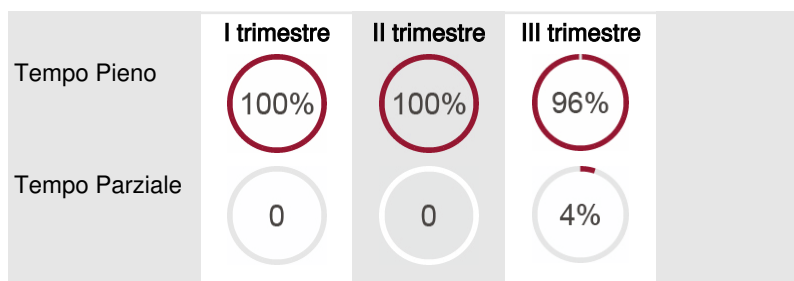 I trimestre II trimestre III trimestre
Tempo Pieno 100% 100% 96%
Tempo Parziale 0 0 4%